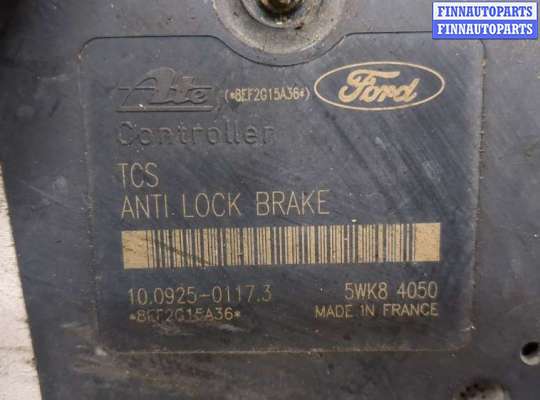 FINNAUTOPARTS
FINNAUTOPARTS
Ate (*8EF2G15A36*) Ford
Controller
TCS
ANTI LOCK BRAKE
10.0925-0117.3 5WK8 4050
*8EF2G15A36* MADE IN FRANCE